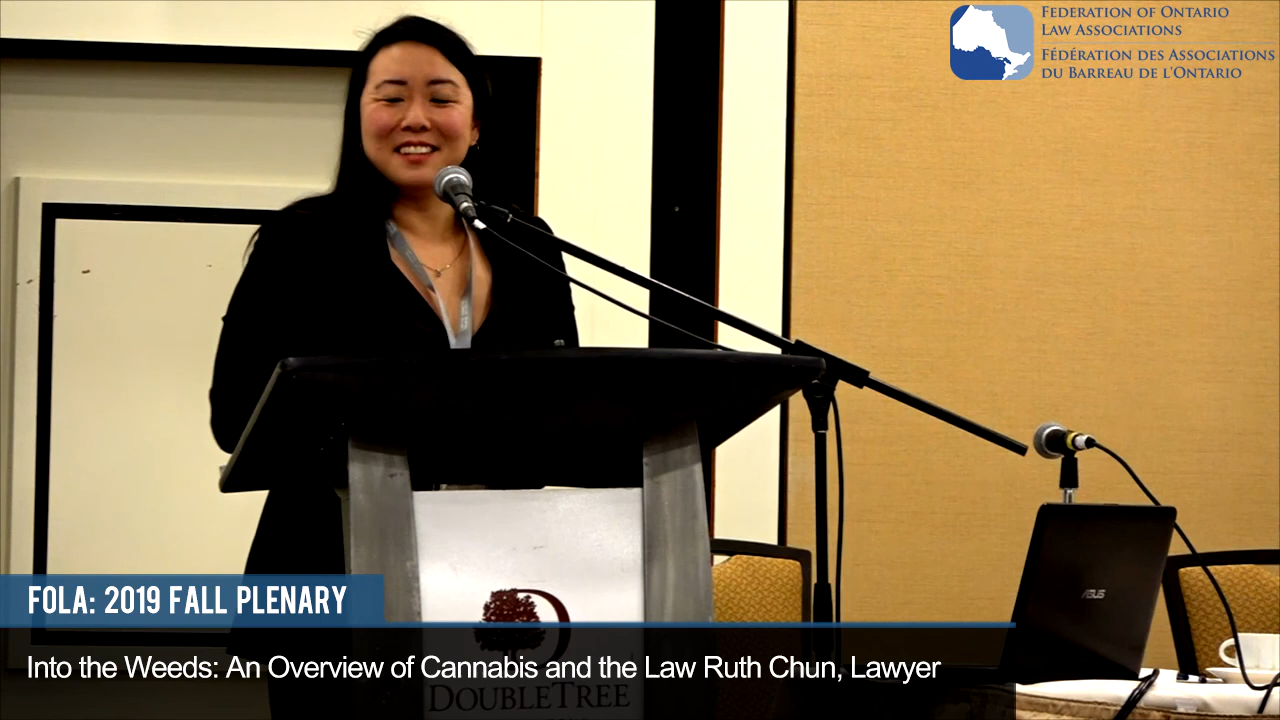 FEDERATION OF ONTARIO
LAW ASSOCIATIONS
FÉDÉRATION DES ASSOCIATIONS
DU BARREAU DE L'ONTARIO
ASUS
FOLA: 2019 FALL PLENARY
Into the Weeds: An Overview of Cannabis and the Law Ruth Chun, Lawyer
DOUBLETREE